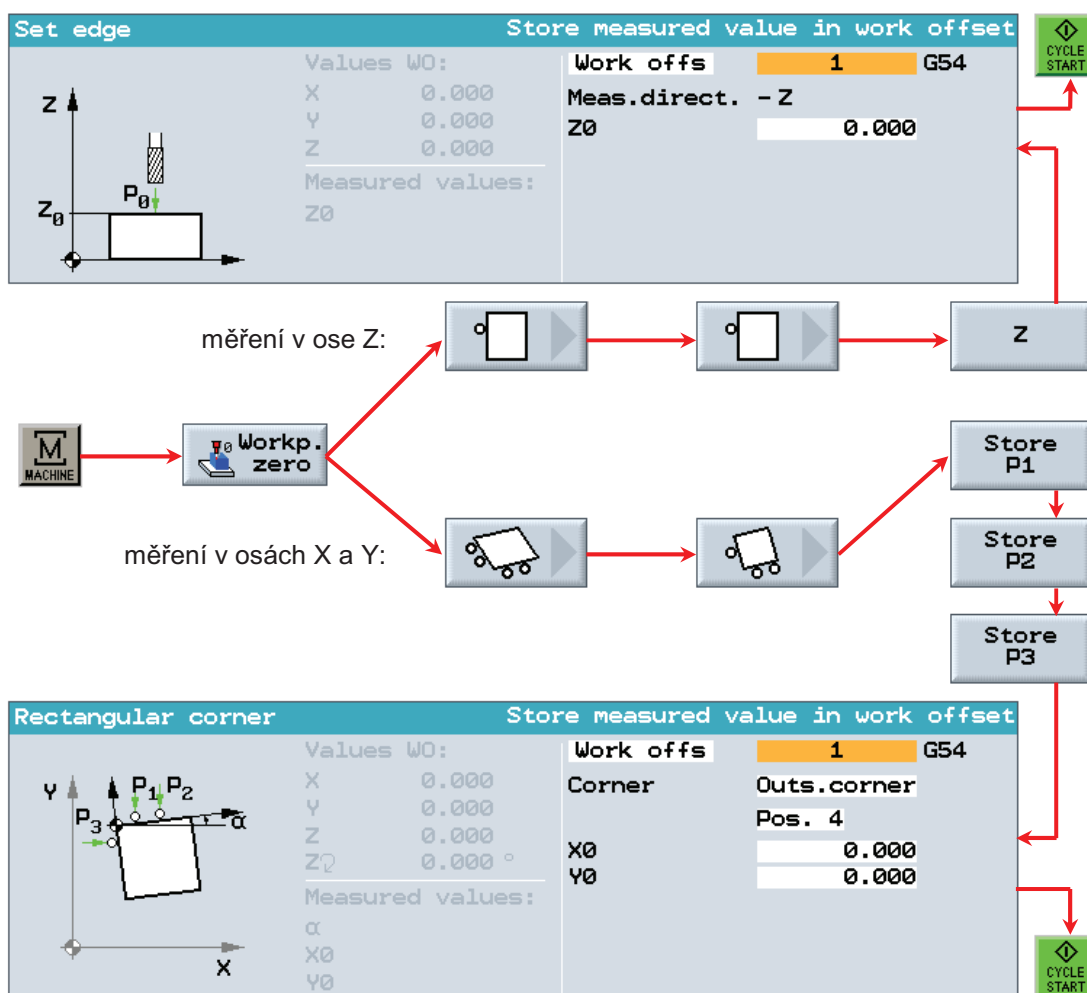 Set edge Store measured value in work offset
CYCLE
START
Values WO:
X 0.000
Y 0.000
Z 0.000
Measured values:
Z0
Work offs 1 G54
Meas.direct. - Z
Z0 0.000
Z
P0
Z0
měření v ose Z:
Z
M
MACHINE
0 Workp.
zero
měření v osách X a Y:
Store
P1
Store
P2
Store
P3
Rectangular corner Store measured value in work offset
Values WO:
X 0.000
Y 0.000
Z 0.000
Z 0.000 °
Measured values:
α
X0
Y0
Work offs 1 G54
Corner Outs.corner
Pos. 4
X0 0.000
Y0 0.000
Y
P1 P2
P3
α
X
CYCLE
START